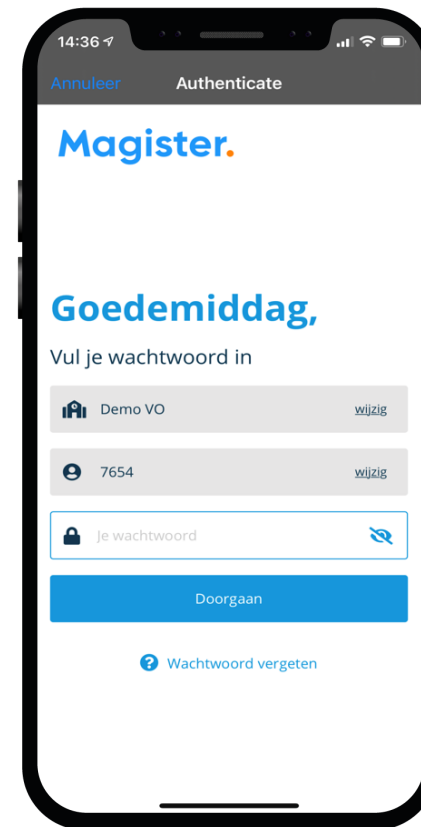 14:36
Annuleer Authenticate
Magister.
Goedemiddag,
Vul je wachtwoord in
Demo VO wijzig
7654 wijzig
Je wachtwoord
Doorgaan
? Wachtwoord vergeten